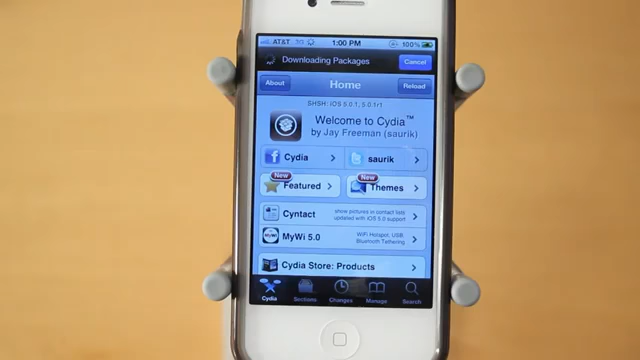 AT&T 3G 1:00 PM 100%
Downloading Packages Cancel
About Home Reload
SHSH: iOS 5.0.1, 5.0.1r1
Welcome to Cydia™
by Jay Freeman (saurik)
Cydia
saurik
New
Featured
New
Themes
Cyntact
show pictures in contact lists
updated with iOS 5.0 support
MyWi 5.0
WiFi Hotspot, USB,
Bluetooth Tethering
Cydia Store: Products
Cydia Sections Changes Manage Search